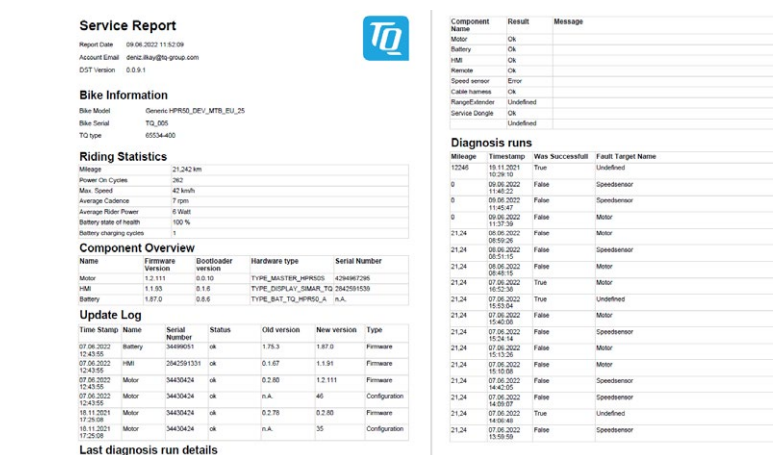 Service Report
TQ
Report Date 09.06.2022 11:52:09
Account Email deniz.ilkay@tq-group.com
DST Version 0.0.9.1
Bike Information
Bike Model Generic HPR50_DEV_MTB_EU_25
Bike Serial TQ_005
TQ type 65534-400
Riding Statistics
Mileage 21,242 km
Power On Cycles 262
Max. Speed 42 km/h
Average Cadence 7 rpm
Average Rider Power 6 Watt
Battery state of health 100 %
Battery charging cycles 1
Component Overview
Name Firmware Version Bootloader version Hardware type Serial Number
Motor 1.2.111 0.0.10 TYPE_MASTER_HPR50S 4294967295
HMI 1.1.93 0.1.6 TYPE_DISPLAY_SIMAR_TQ 2842591539
Battery 1.87.0 0.8.6 TYPE_BAT_TQ_HPR50_A n.A.
Update Log
Time Stamp Name Serial Number Status Old version New version Type
07.06.2022 12:43:55 Battery 34499051 ok 1.75.3 1.87.0 Firmware
07.06.2022 12:43:55 HMI 2842591331 ok 0.1.67 1.1.91 Firmware
07.06.2022 12:43:55 Motor 34430424 ok 0.2.80 1.2.111 Firmware
07.06.2022 12:43:55 Motor 34430424 ok n.A. 46 Configuration
18.11.2021 17:25:08 Motor 34430424 ok 0.2.78 0.2.80 Firmware
18.11.2021 17:25:08 Motor 34430424 ok n.A. 35 Configuration
Last diagnosis run details
Component Name Result Message
Motor Ok
Battery Ok
HMI Ok
Remote Ok
Speed sensor Error
Cable harness Ok
RangeExtender Undefined
Service Dongle Ok
Undefined
Diagnosis runs
Mileage Timestamp Was Successfull Fault Target Name
12246 19.11.2021 10:29:10 True Undefined
0 09.06.2022 11:46:22 False Speedsensor
0 09.06.2022 11:45:47 False Speedsensor
0 09.06.2022 11:37:39 False Motor
21,24 08.06.2022 08:59:26 False Motor
21,24 08.06.2022 08:51:15 False Speedsensor
21,24 08.06.2022 08:48:15 False Motor
21,24 07.06.2022 16:52:38 True Motor
21,24 07.06.2022 15:53:04 True Undefined
21,24 07.06.2022 15:40:08 False Motor
21,24 07.06.2022 15:24:14 False Speedsensor
21,24 07.06.2022 15:13:26 False Motor
21,24 07.06.2022 15:10:08 False Motor
21,24 07.06.2022 14:42:05 False Speedsensor
21,24 07.06.2022 14:09:07 False Speedsensor
21,24 07.06.2022 14:06:48 True Undefined
21,24 07.06.2022 13:59:59 False Speedsensor